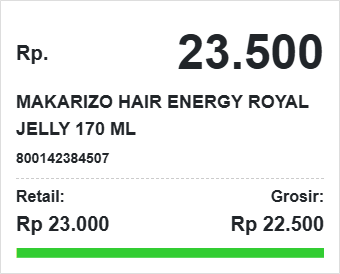 Rp. 23.500
MAKARIZO HAIR ENERGY ROYAL
JELLY 170 ML
800142384507
Retail: Grosir:
Rp 23.000 Rp 22.500